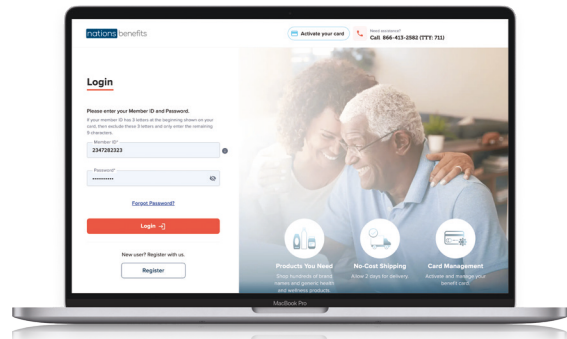 nations benefits
Activate your card
Need assistance?
Call 866-413-2582 (TTY: 711)
Login
Please enter your Member ID and Password.
If your member ID has 3 letters at the beginning shown on your
card, then exclude those 3 letters and only enter the remaining
9 characters.
Member ID*
2347282323
Password*
Forgot Password?
Login
New user? Register with us.
Register
Products You Need
Shop hundreds of brand
names and generic health
and wellness products.
No-Cost Shipping
Allow 2 days for delivery.
Card Management
Activate and manage your
benefit card.
MacBook Pro